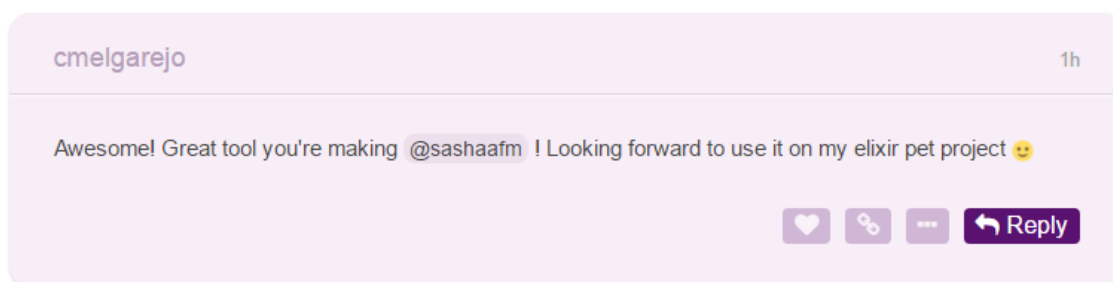 cmelgarejo
1h
Awesome! Great tool you're making @sashaafm ! Looking forward to use it on my elixir pet project 🙂
Reply